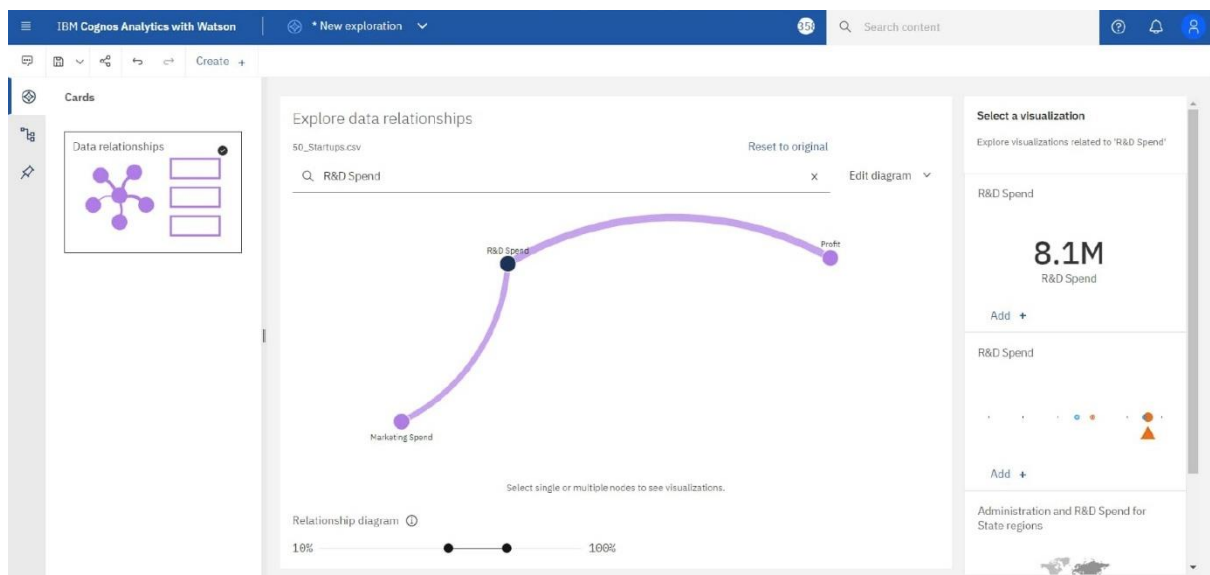 IBM Cognos Analytics with Watson
* New exploration
Search content
Create +
Cards
Data relationships
Explore data relationships
50_Startups.csv
Reset to original
R&D Spend
x
Edit diagram
R&D Spend
Profit
Marketing Spend
Select single or multiple nodes to see visualizations.
Relationship diagram
10%
100%
Select a visualization
Explore visualizations related to 'R&D Spend'
R&D Spend
8.1M
R&D Spend
Add +
R&D Spend
Add +
Administration and R&D Spend for
State regions